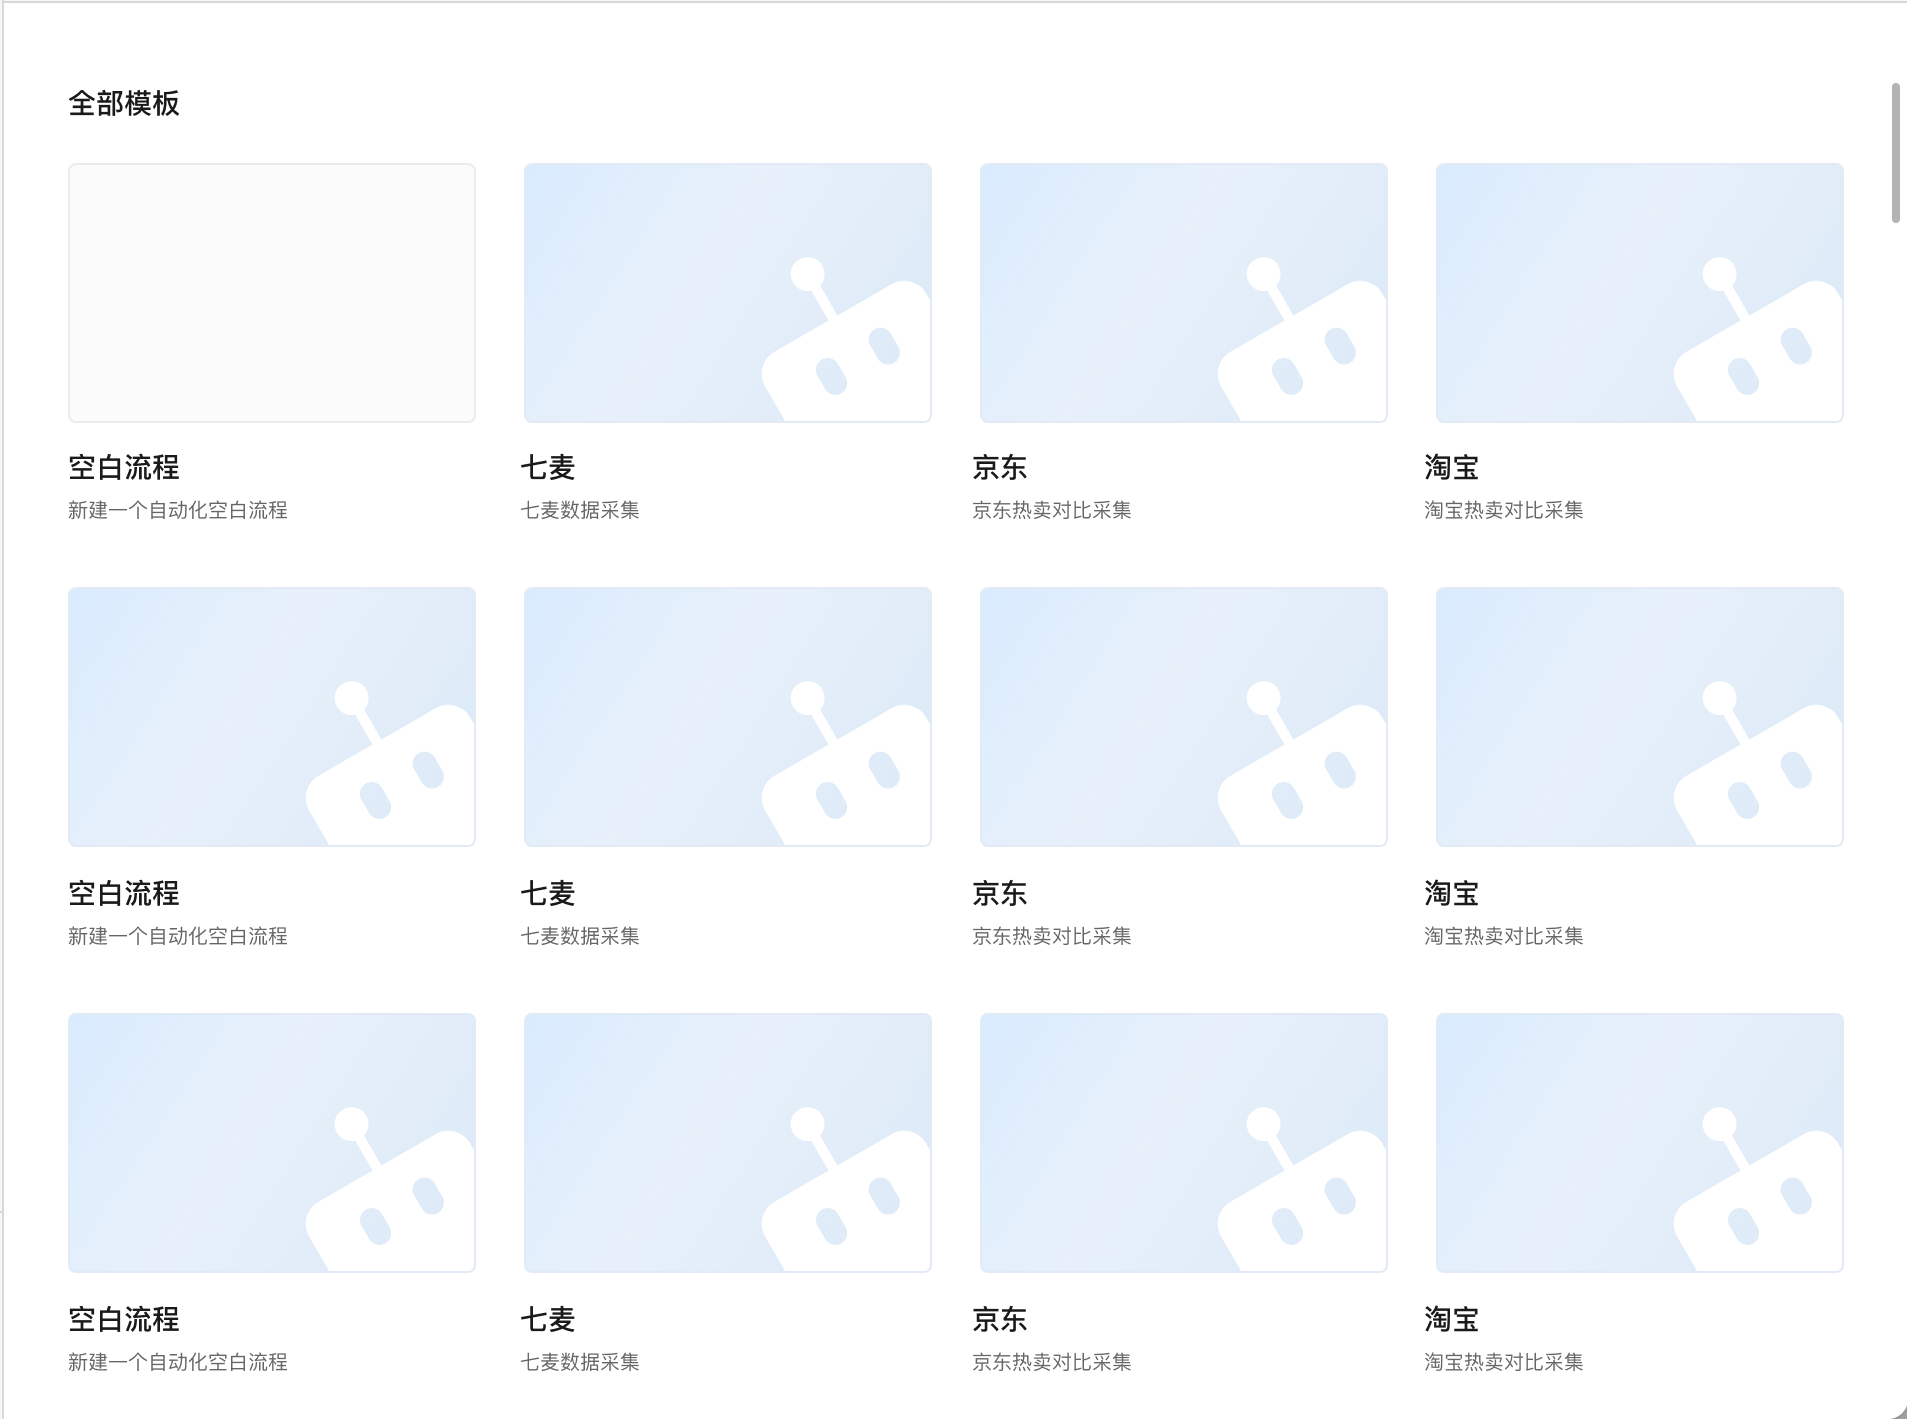 全部模板
空白流程
七麦
京东
淘宝
新建一个自动化空白流程
七麦数据采集
京东热卖对比采集
淘宝热卖对比采集
空白流程
七麦
京东
淘宝
新建一个自动化空白流程
七麦数据采集
京东热卖对比采集
淘宝热卖对比采集
空白流程
七麦
京东
淘宝
新建一个自动化空白流程
七麦数据采集
京东热卖对比采集
淘宝热卖对比采集